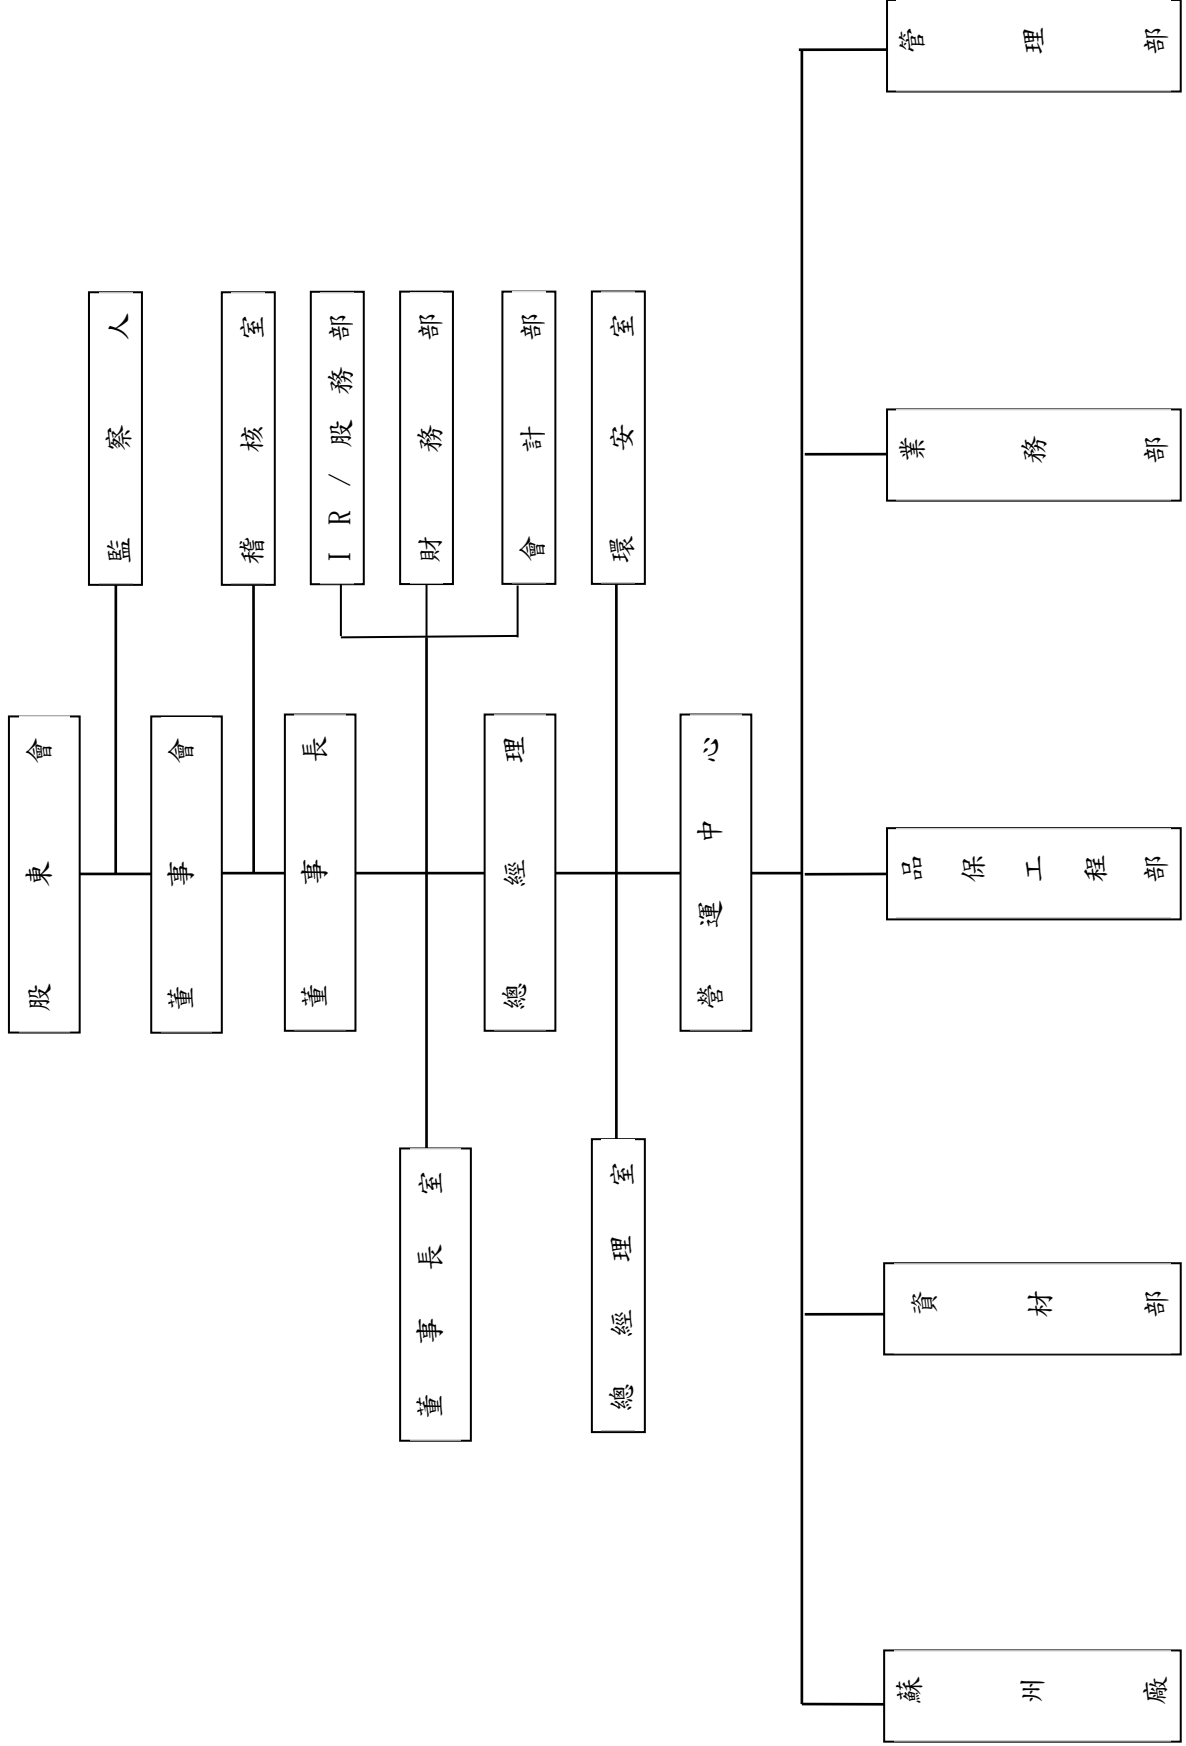 股東會
監察人
董事會
稽核室
董事長
IR/股務部
財務部
會計部
董事長室
總經理
環安室
總經理室
營運中心
蘇州廠
資材部
品保工程部
業務部
管理部